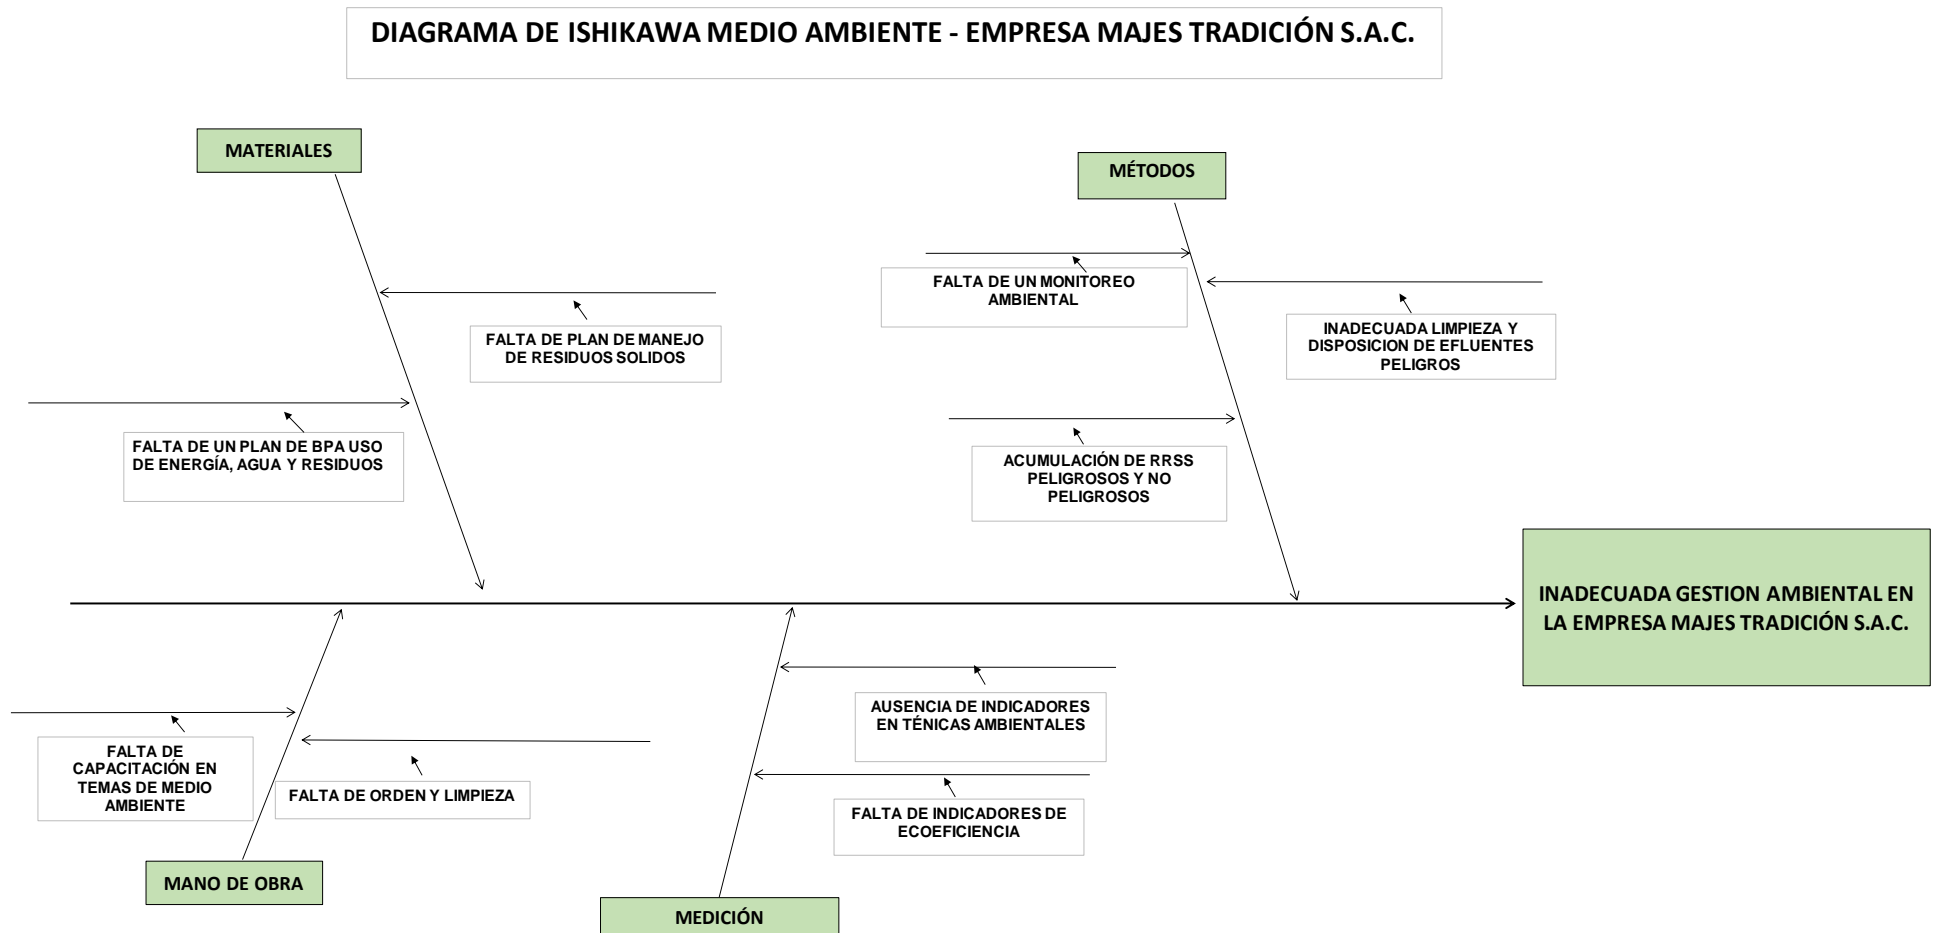 DIAGRAMA DE ISHIKAWA MEDIO AMBIENTE - EMPRESA MAJES TRADICIÓN S.A.C.
MATERIALES
MÉTODOS
FALTA DE PLAN DE MANEJO
DE RESIDUOS SOLIDOS
FALTA DE UN PLAN DE BPA USO
DE ENERGÍA, AGUA Y RESIDUOS
FALTA DE UN MONITOREO
AMBIENTAL
INADECUADA LIMPIEZA Y
DISPOSICION DE EFLUENTES
PELIGROS
ACUMULACIÓN DE RRSS
PELIGROSOS Y NO
PELIGROSOS
INADECUADA GESTION AMBIENTAL EN
LA EMPRESA MAJES TRADICIÓN S.A.C.
FALTA DE
CAPACITACIÓN EN
TEMAS DE MEDIO
AMBIENTE
FALTA DE ORDEN Y LIMPIEZA
AUSENCIA DE INDICADORES
EN TÉNICAS AMBIENTALES
FALTA DE INDICADORES DE
ECOEFICIENCIA
MANO DE OBRA
MEDICIÓN